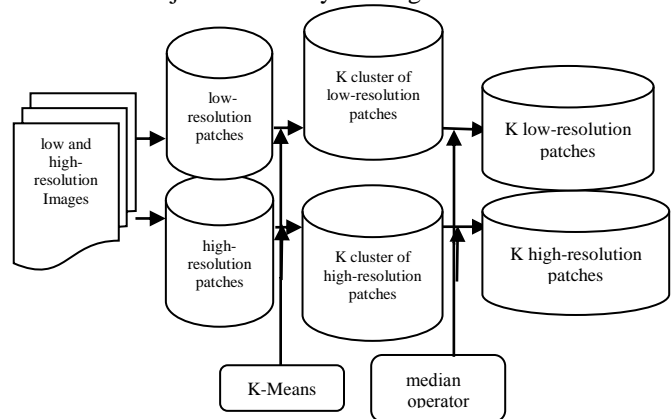 low and
high-
resolution
Images
low-
resolution
patches
high-
resolution
patches
K cluster of
low-resolution
patches
K cluster of
high-resolution
patches
K low-resolution
patches
K high-resolution
patches
K-Means
median
operator